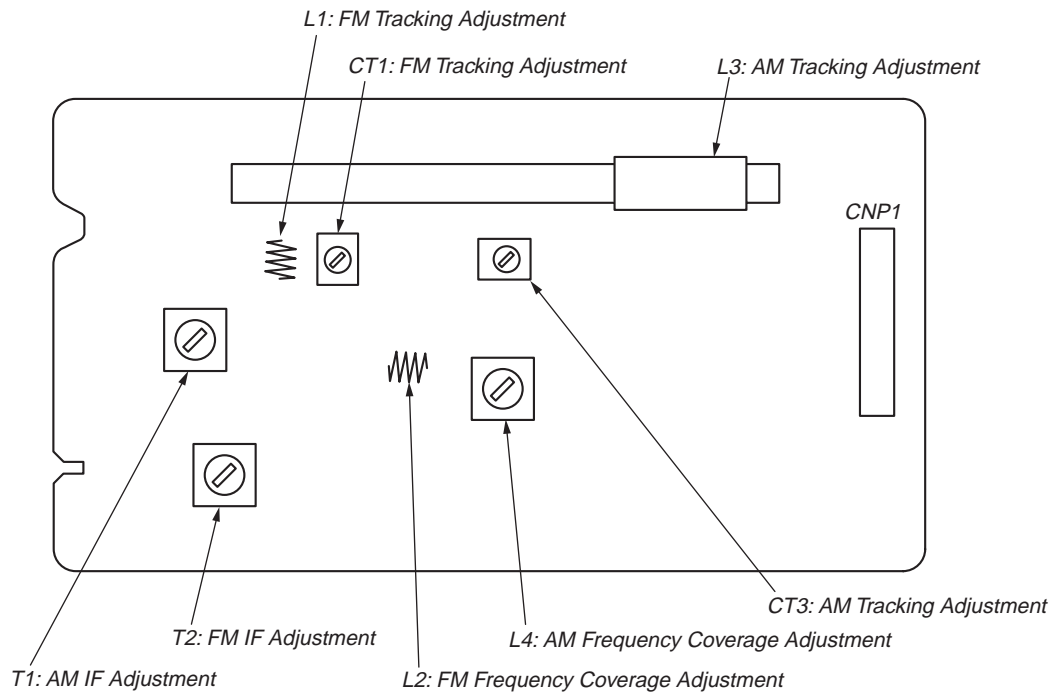 L1: FM Tracking Adjustment
CT1: FM Tracking Adjustment
L3: AM Tracking Adjustment
CNP1
CT3: AM Tracking Adjustment
T2: FM IF Adjustment
L4: AM Frequency Coverage Adjustment
T1: AM IF Adjustment
L2: FM Frequency Coverage Adjustment